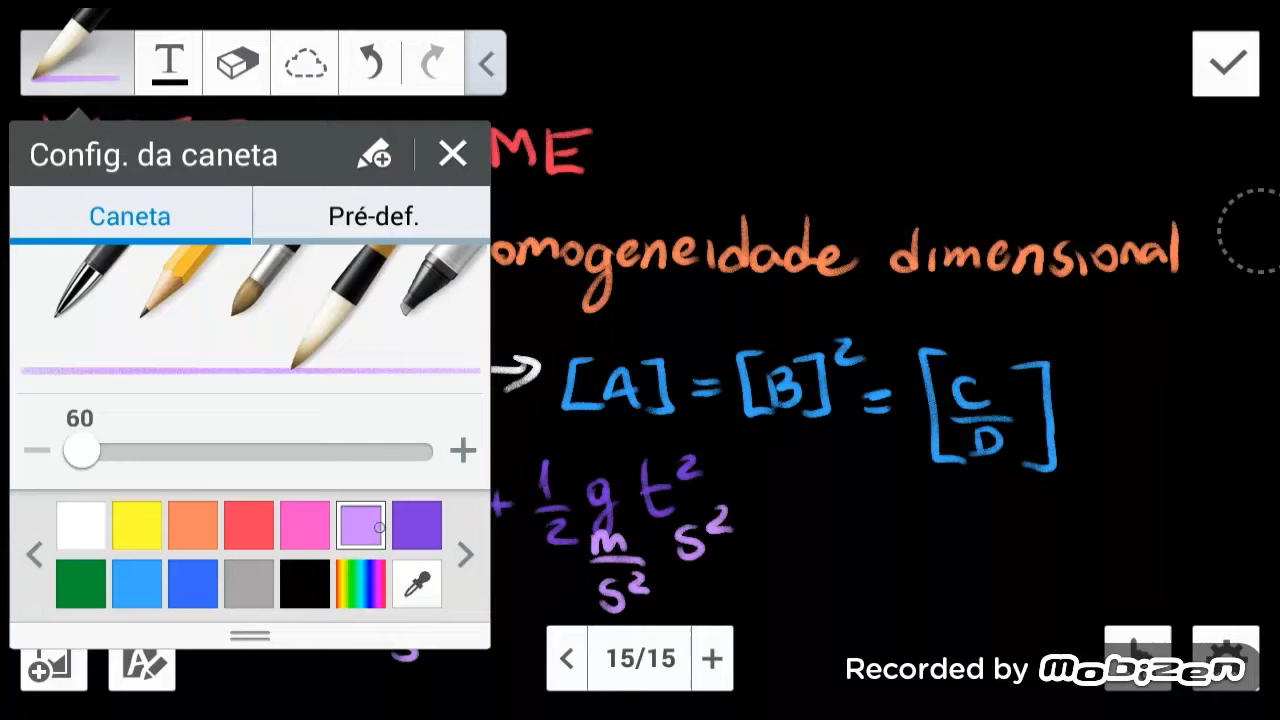 T
Config. da caneta
ME
Caneta
Pré-def.
omogeneidade dimensional
60
→ [A] = [B]² = [C/D]
+ 1/2 g t²
m/s² s²
s
15/15
Recorded by Mobizen